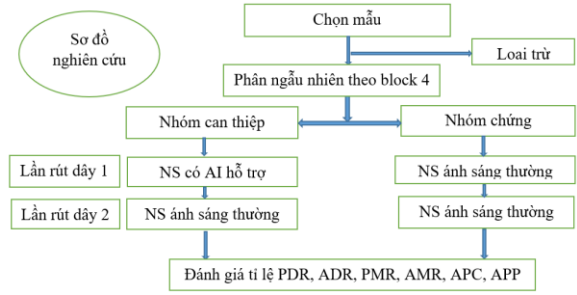 Chọn mẫu
Sơ đồ
nghiên cứu
Loai trừ
Phân ngẫu nhiên theo block 4
Nhóm can thiệp
Nhóm chứng
Lần rút dây 1
NS có AI hỗ trợ
NS ánh sáng thường
Lần rút dây 2
NS ánh sáng thường
NS ánh sáng thường
Đánh giá tỉ lệ PDR, ADR, PMR, AMR, APC, APP